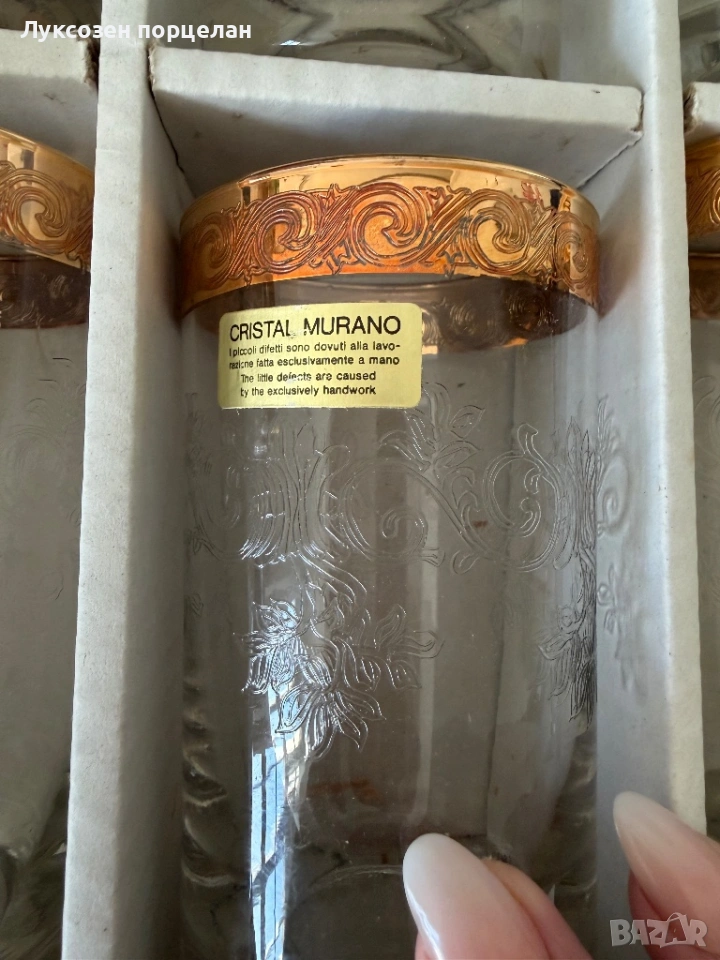 Луксозен порцелан
CRISTAL MURANO
I piccoli difetti sono dovuti alla lavo-
razione fatta esclusivamente a mano
The little defects are caused
by the exclusively handwork
BAZAR